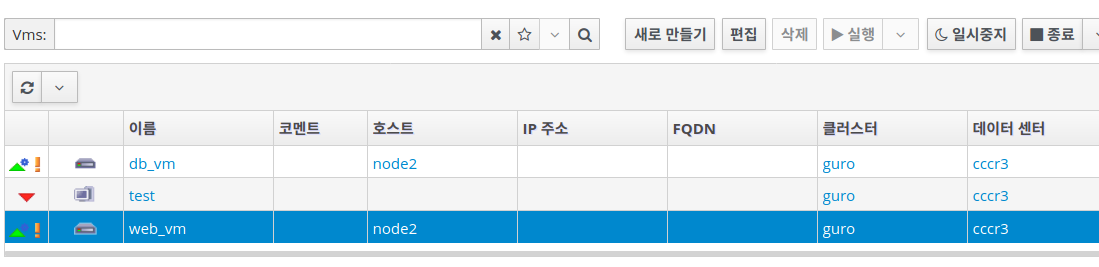 Vms: 새로 만들기 편집 삭제 실행 일시중지 종료
이름 코멘트 호스트 IP 주소 FQDN 클러스터 데이터 센터
db_vm node2 guro cccr3
test guro cccr3
web_vm node2 guro cccr3